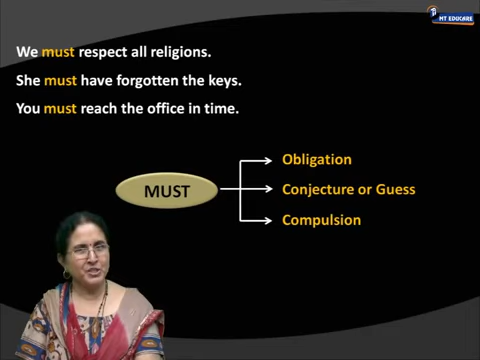 MT EDUCARE
We must respect all religions.
She must have forgotten the keys.
You must reach the office in time.
MUST
Obligation
Conjecture or Guess
Compulsion